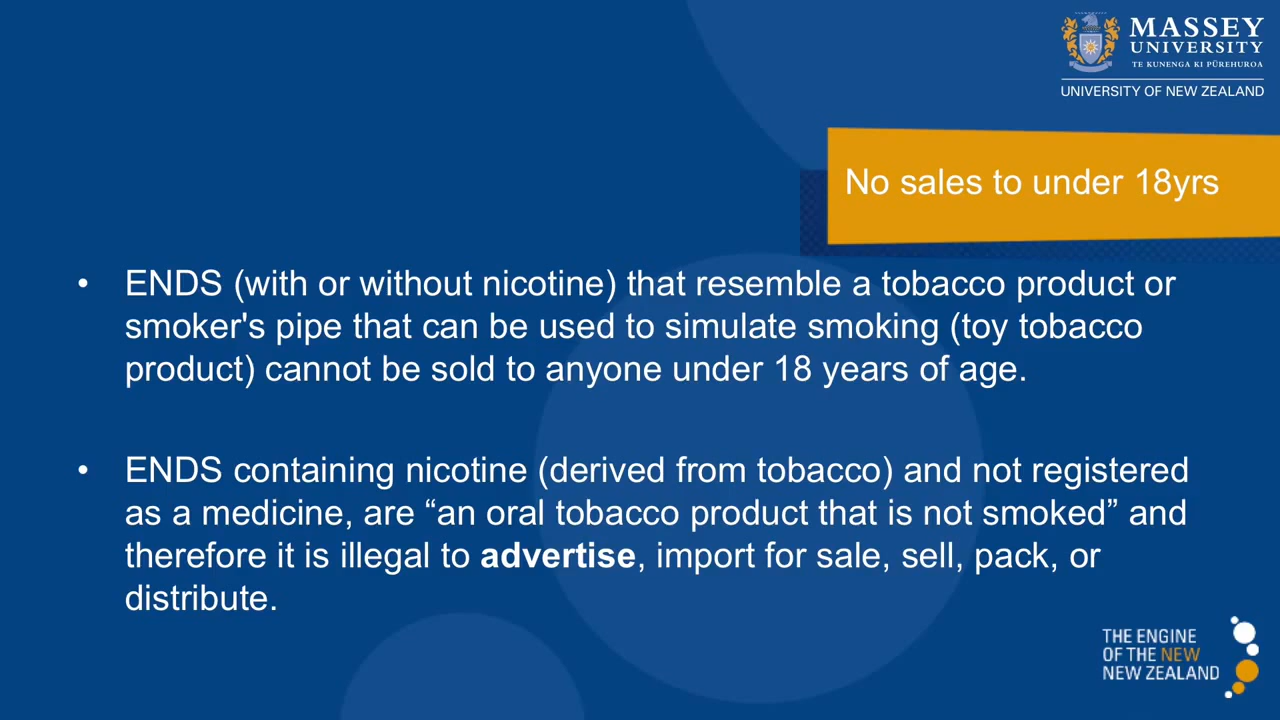 MASSEY
UNIVERSITY
TE KUNENGA KI PŪREHUROA
UNIVERSITY OF NEW ZEALAND
No sales to under 18yrs
• ENDS (with or without nicotine) that resemble a tobacco product or
smoker's pipe that can be used to simulate smoking (toy tobacco
product) cannot be sold to anyone under 18 years of age.
• ENDS containing nicotine (derived from tobacco) and not registered
as a medicine, are “an oral tobacco product that is not smoked” and
therefore it is illegal to advertise, import for sale, sell, pack, or
distribute.
THE ENGINE
OF THE NEW
NEW ZEALAND